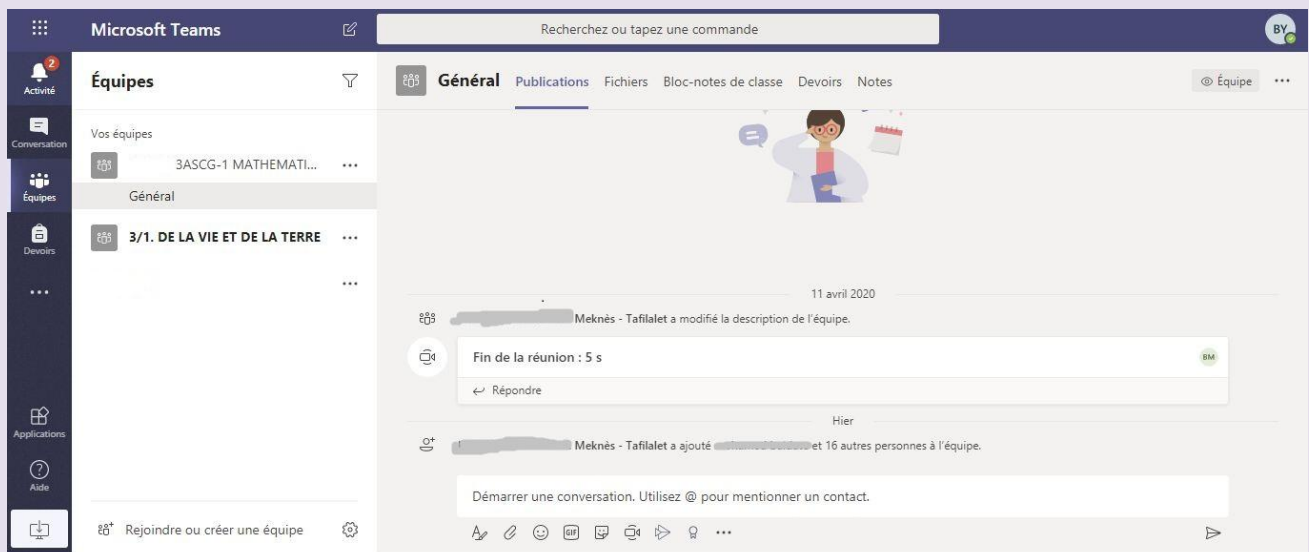 Microsoft Teams
Recherchez ou tapez une commande
BY
2
Activité
Conversation
Équipes
Devoirs
Applications
Aide
Équipes
Vos équipes
3ASCG-1 MATHEMATI...
Général
3/1. DE LA VIE ET DE LA TERRE
Rejoindre ou créer une équipe
Général Publications Fichiers Bloc-notes de classe Devoirs Notes
Équipe
11 avril 2020
Meknès - Tafilalet a modifié la description de l'équipe.
Fin de la réunion : 5 s
BM
Répondre
Hier
Meknès - Tafilalet a ajouté et 16 autres personnes à l'équipe.
Démarrer une conversation. Utilisez @ pour mentionner un contact.
GIF